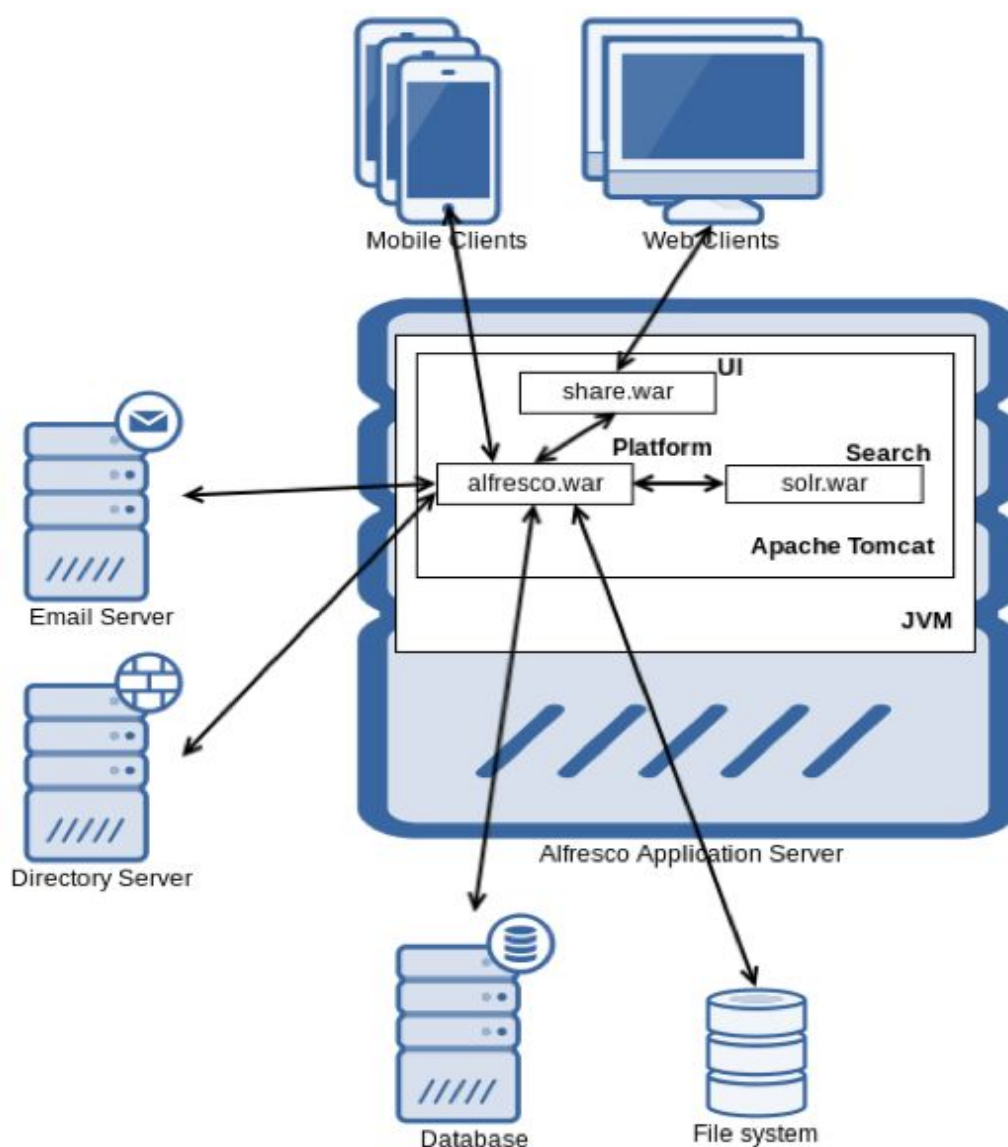 Mobile Clients
Web Clients
UI
share.war
Platform
Search
alfresco.war
solr.war
Apache Tomcat
JVM
Email Server
Directory Server
Alfresco Application Server
Database
File system